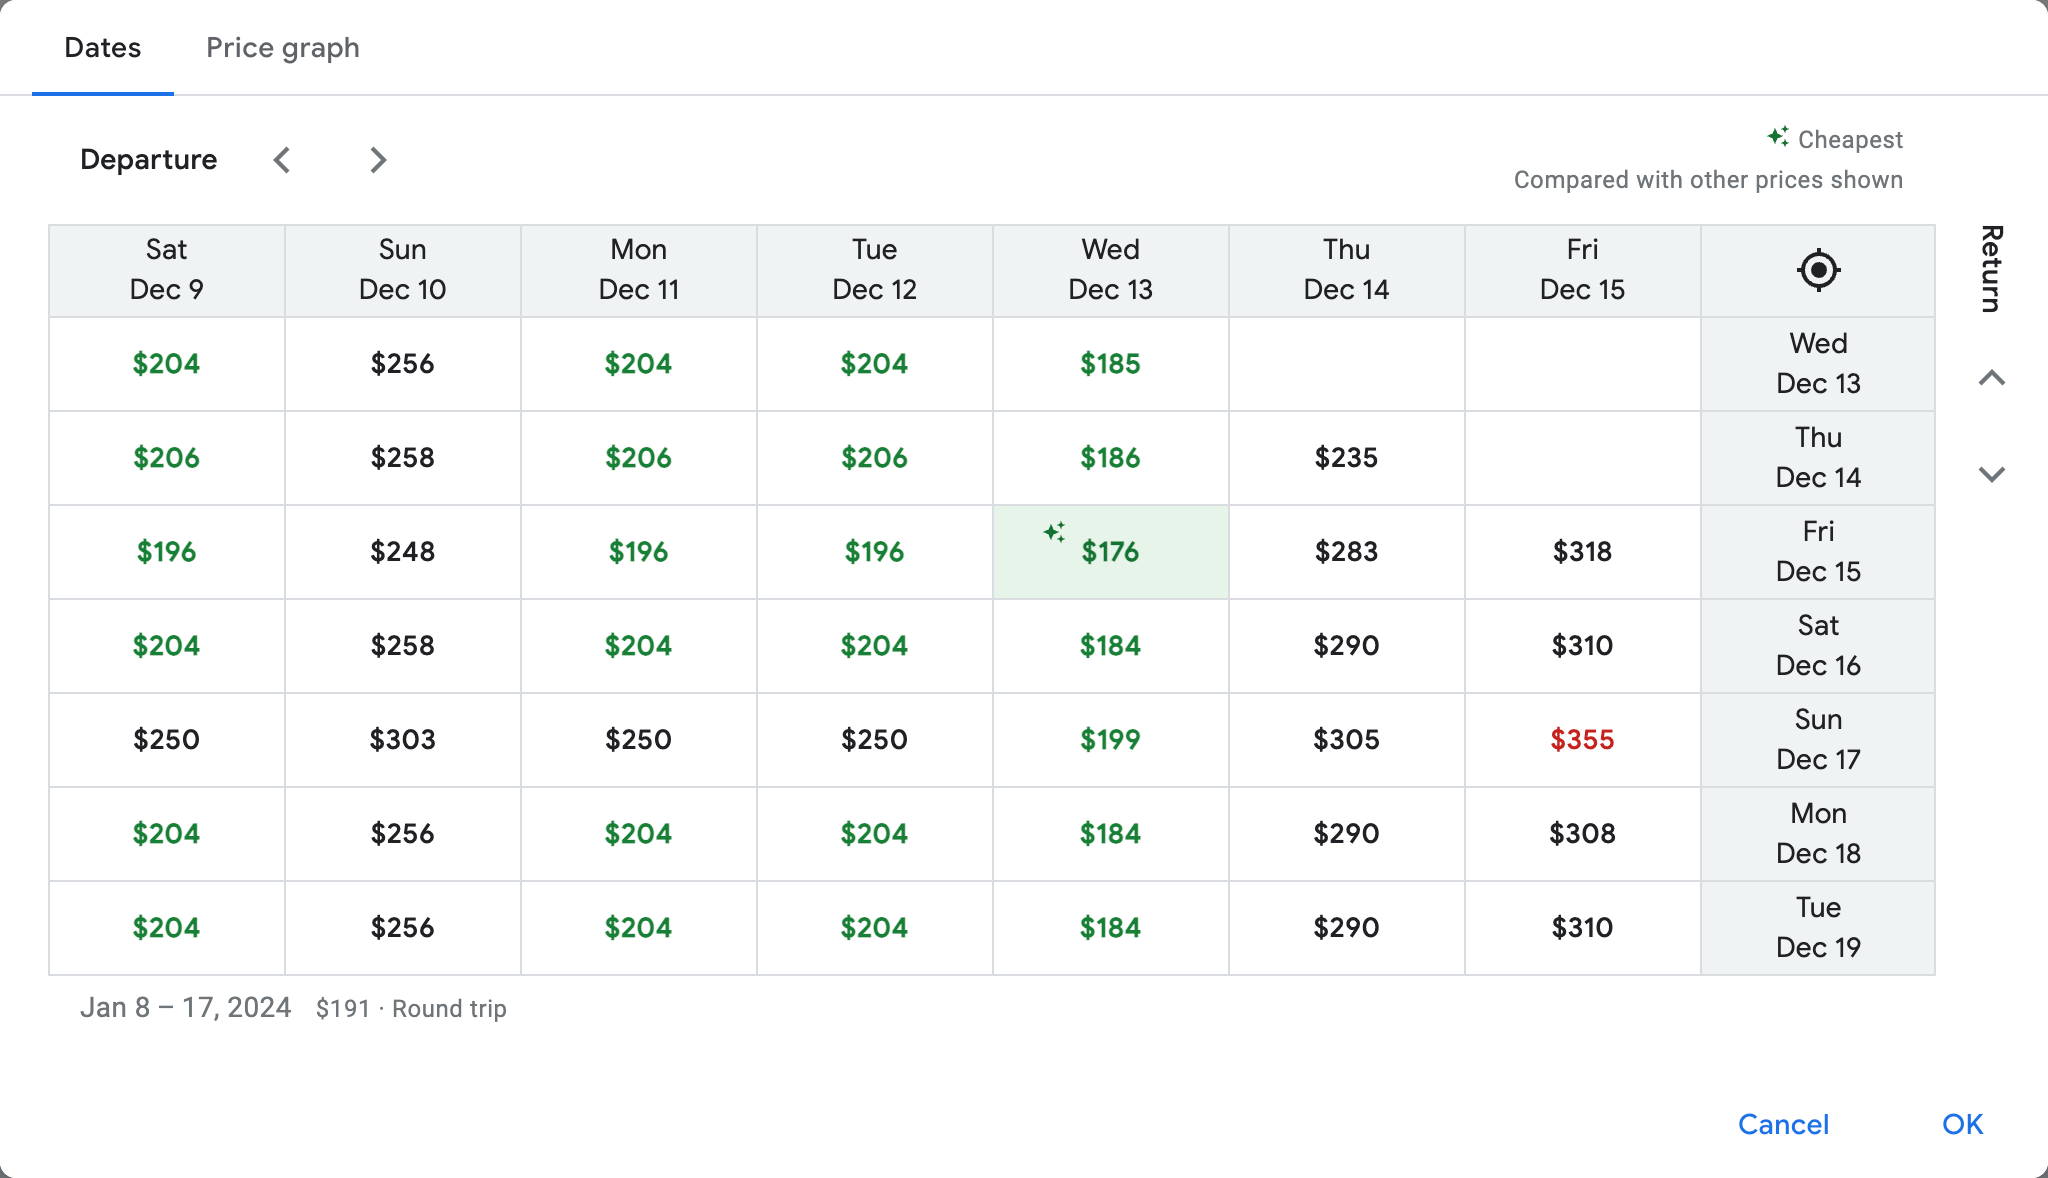 Dates Price graph
Departure
Cheapest
Compared with other prices shown
Sat Sun Mon Tue Wed Thu Fri
Dec 9 Dec 10 Dec 11 Dec 12 Dec 13 Dec 14 Dec 15
Return
$204 $256 $204 $204 $185 Wed Dec 13
$206 $258 $206 $206 $186 $235 Thu Dec 14
$196 $248 $196 $196 $176 $283 $318 Fri Dec 15
$204 $258 $204 $204 $184 $290 $310 Sat Dec 16
$250 $303 $250 $250 $199 $305 $355 Sun Dec 17
$204 $256 $204 $204 $184 $290 $308 Mon Dec 18
$204 $256 $204 $204 $184 $290 $310 Tue Dec 19
Jan 8 – 17, 2024 $191 · Round trip
Cancel OK